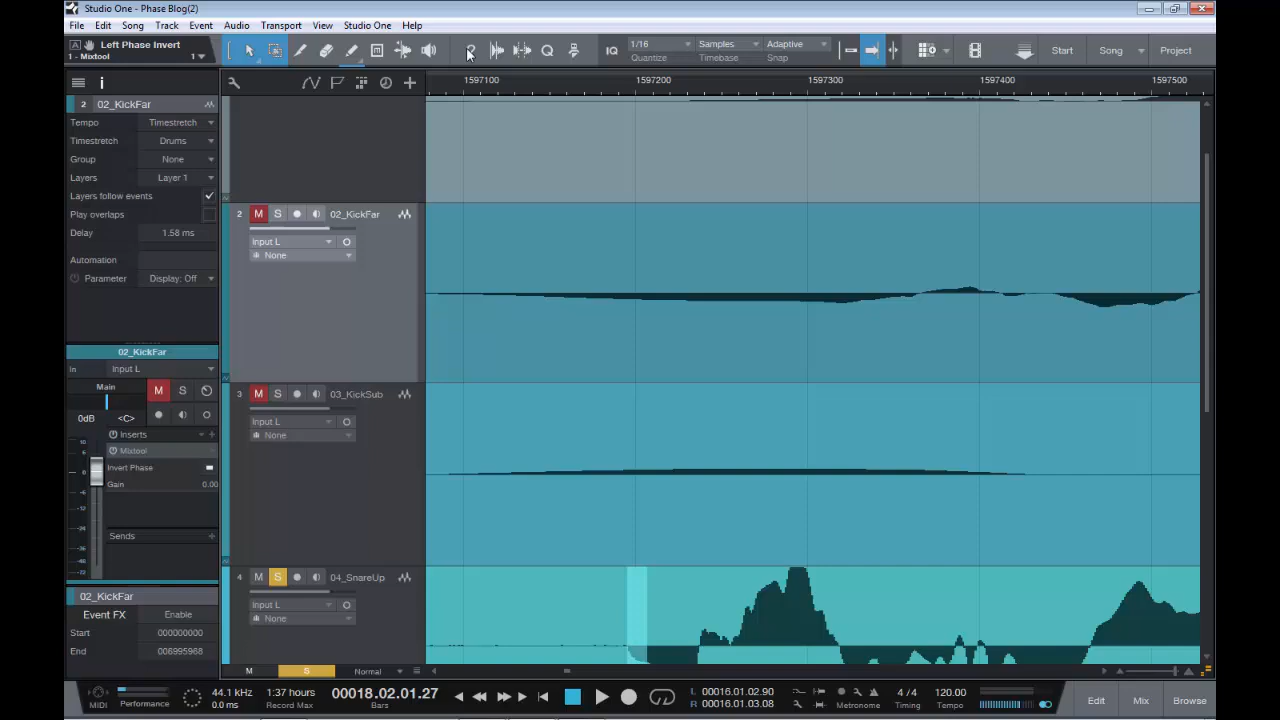 Studio One - Phase Blog(2)
File Edit Song Track Event Audio Transport View Studio One Help
A Left Phase Invert
1 - Mixtool 1
IQ 1/16 Samples Adaptive Start Song Project
Quantize Timebase Snap
i
1597100 1597200 1597300 1597400 1597500
2 02_KickFar
Tempo Timestretch
Timestretch Drums
Group None
Layers Layer 1
Layers follow events
Play overlaps
Delay 1.58 ms
Automation
Parameter Display: Off
02_KickFar
In Input L
Main M S
0dB <C>
Inserts
Mixtool
Invert Phase
Gain 0.00
Sends
02_KickFar
Event FX Enable
Start 000000000
End 006995968
2 M S 02_KickFar
Input L
None
3 M S 03_KickSub
Input L
None
4 M S 04_SnareUp
Input L
None
M S Normal
MIDI Performance
44.1 kHz
0.0 ms
1:37 hours
Record Max
00018.02.01.27
Bars
L 00016.01.02.90
R 00016.01.03.08
Metronome
4 / 4
Timing
120.00
Tempo
Edit Mix Browse